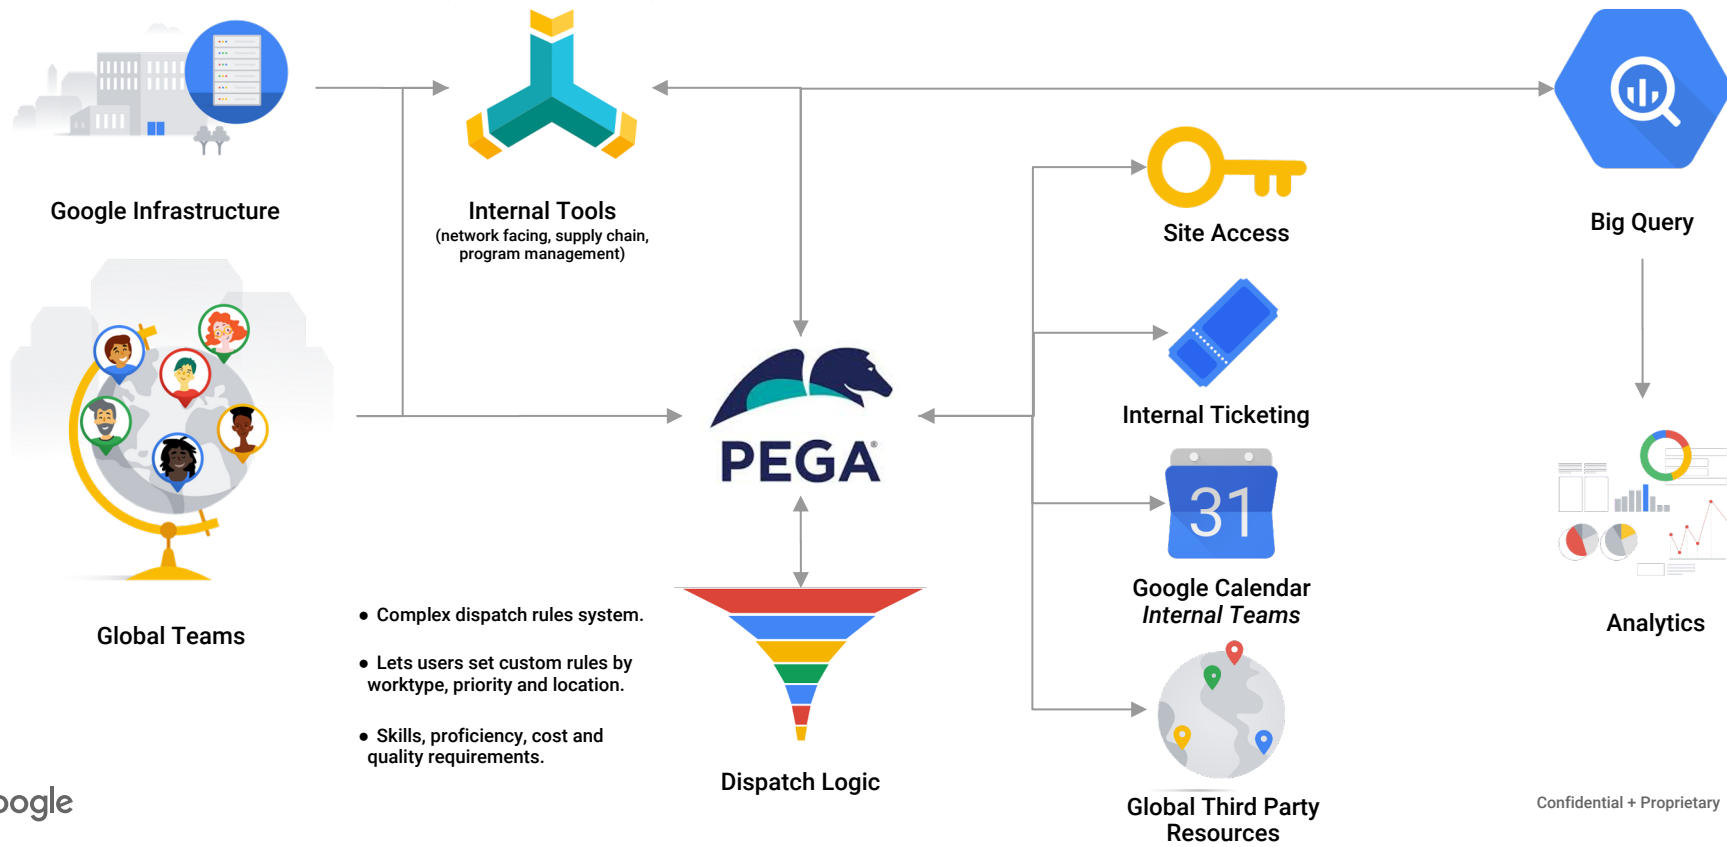 Google Infrastructure
Internal Tools
(network facing, supply chain,
program management)
Site Access
Big Query
Internal Ticketing
PEGA®
31
Google Calendar
Internal Teams
Global Teams
● Complex dispatch rules system.
● Lets users set custom rules by
worktype, priority and location.
● Skills, proficiency, cost and
quality requirements.
Dispatch Logic
Analytics
Global Third Party
Resources
oogle
Confidential + Proprietary